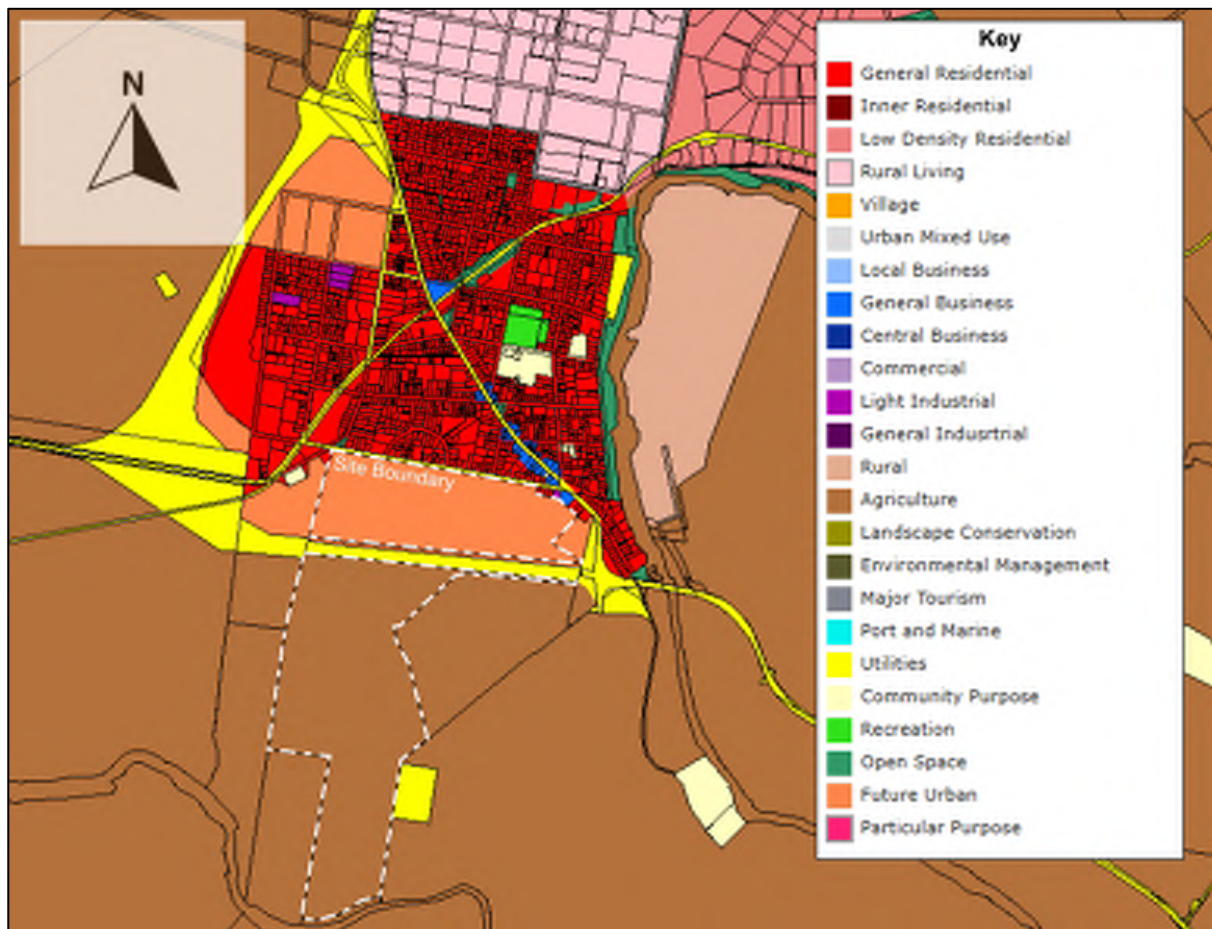 N
Site Boundary
Key
General Residential
Inner Residential
Low Density Residential
Rural Living
Village
Urban Mixed Use
Local Business
General Business
Central Business
Commercial
Light Industrial
General Indusrtrial
Rural
Agriculture
Landscape Conservation
Environmental Management
Major Tourism
Port and Marine
Utilities
Community Purpose
Recreation
Open Space
Future Urban
Particular Purpose